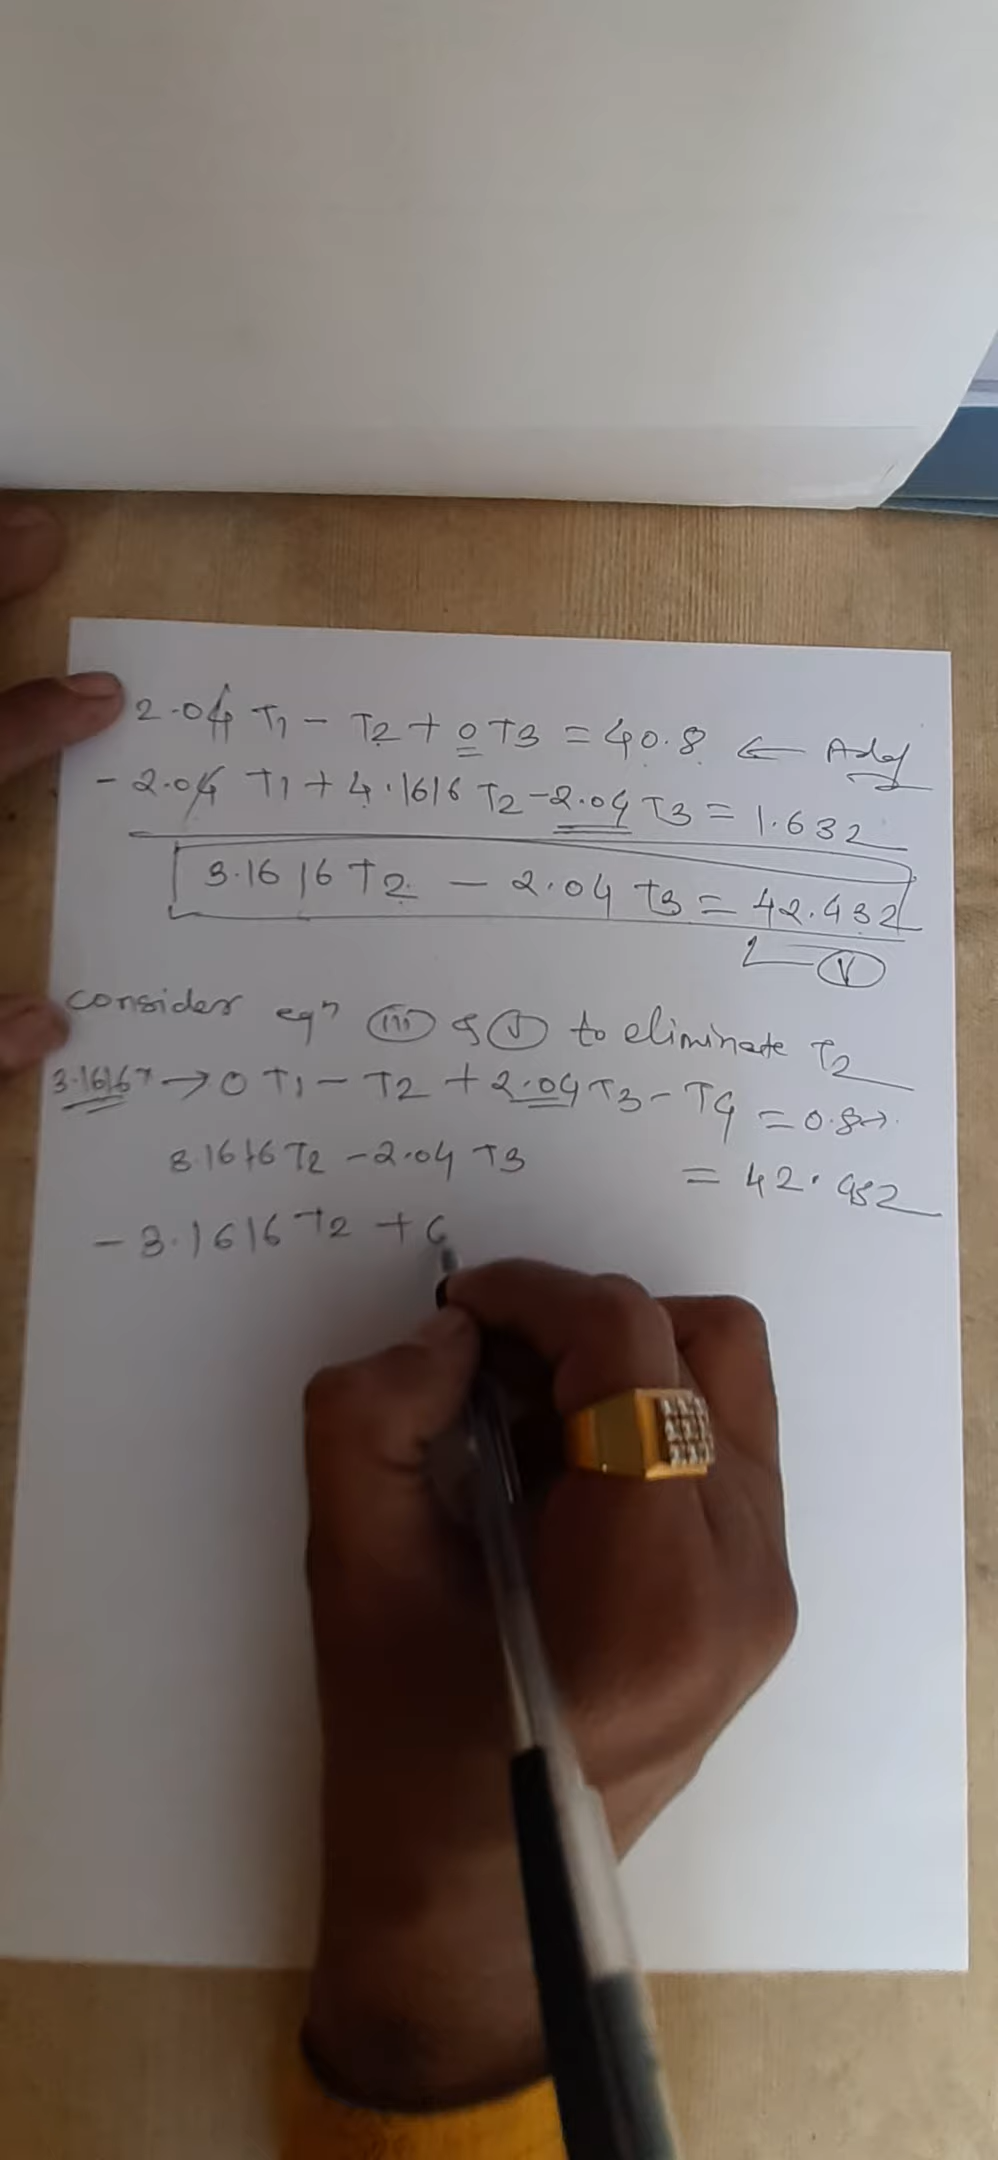 2.04 T1 - T2 + 0 T3 = 40.8 ← Add
- 2.04 T1 + 4.1616 T2 - 2.04 T3 = 1.632
3.1616 T2 - 2.04 T3 = 42.432
(V)
consider eqn (iii) & (V) to eliminate T2
3.1616 → 0 T1 - T2 + 2.04 T3 - T4 = 0.8
3.1616 T2 - 2.04 T3 = 42.432
- 3.1616 T2 + 6